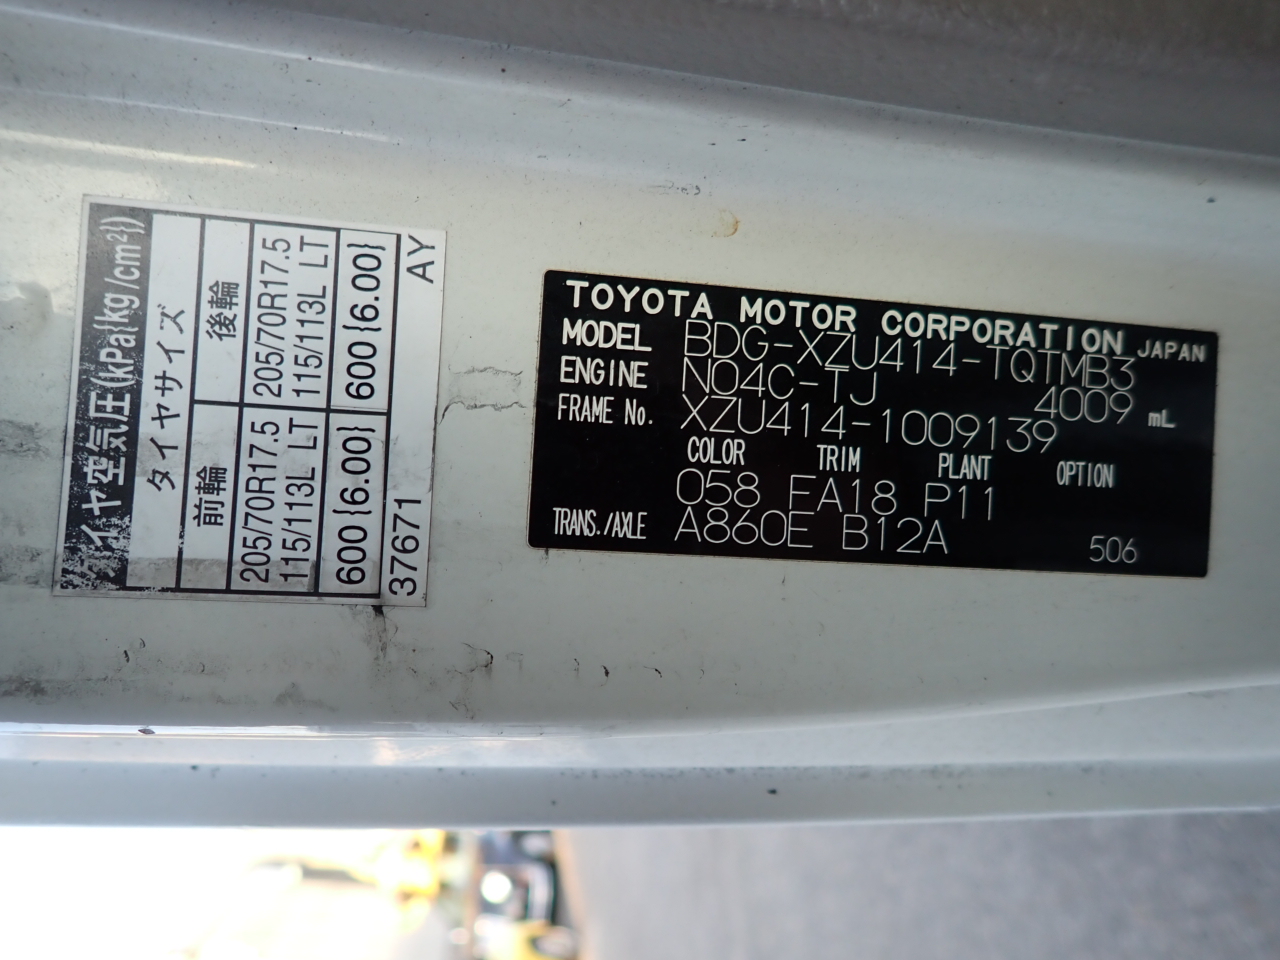 タイヤ空気圧(kPa{kg/cm²})
タイヤサイズ
前輪 後輪
205/70R17.5 205/70R17.5
115/113L LT 115/113L LT
600{6.00} 600{6.00}
37671 AY
TOYOTA MOTOR CORPORATION JAPAN
MODEL BDG-XZU414-TQTMB3
ENGINE N04C-TJ 4009 mL
FRAME No. XZU414-1009139
COLOR TRIM PLANT OPTION
058 EA18 P11
TRANS./AXLE A860E B12A 506